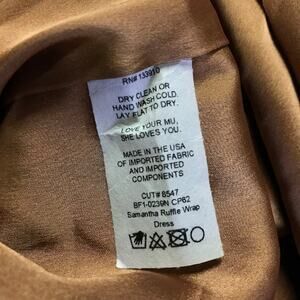 RN# 133910
DRY CLEAN OR
HAND WASH COLD.
LAY FLAT TO DRY.
LOVE YOUR MU,
SHE LOVES YOU.
MADE IN THE USA
OF IMPORTED FABRIC
AND IMPORTED
COMPONENTS
CUT# 8547
BF1-0239N CP62
Samantha Ruffle Wrap
Dress